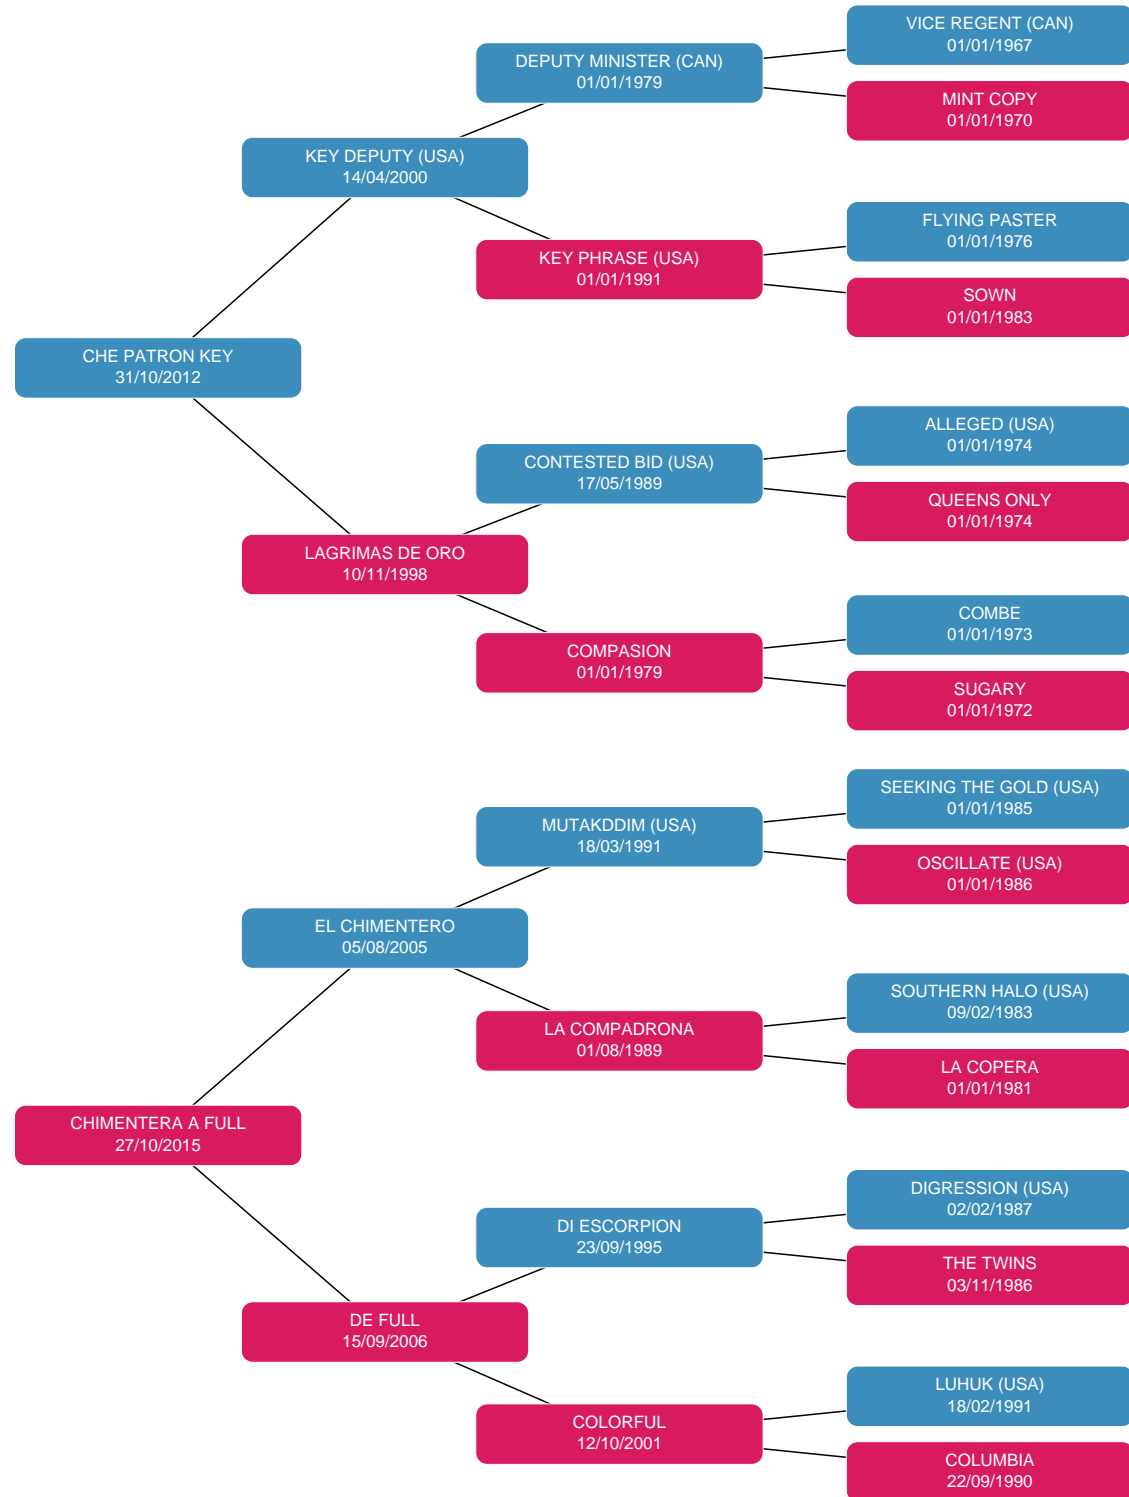 VICE REGENT (CAN)
01/01/1967
DEPUTY MINISTER (CAN)
01/01/1979
MINT COPY
01/01/1970
KEY DEPUTY (USA)
14/04/2000
FLYING PASTER
01/01/1976
KEY PHRASE (USA)
01/01/1991
SOWN
01/01/1983
CHE PATRON KEY
31/10/2012
ALLEGED (USA)
01/01/1974
CONTESTED BID (USA)
17/05/1989
QUEENS ONLY
01/01/1974
LAGRIMAS DE ORO
10/11/1998
COMBE
01/01/1973
COMPASION
01/01/1979
SUGARY
01/01/1972
SEEKING THE GOLD (USA)
01/01/1985
MUTAKDDIM (USA)
18/03/1991
OSCILLATE (USA)
01/01/1986
EL CHIMENTERO
05/08/2005
SOUTHERN HALO (USA)
09/02/1983
LA COMPADRONA
01/08/1989
LA COPERA
01/01/1981
CHIMENTERA A FULL
27/10/2015
DIGRESSION (USA)
02/02/1987
DI ESCORPION
23/09/1995
THE TWINS
03/11/1986
DE FULL
15/09/2006
LUHUK (USA)
18/02/1991
COLORFUL
12/10/2001
COLUMBIA
22/09/1990